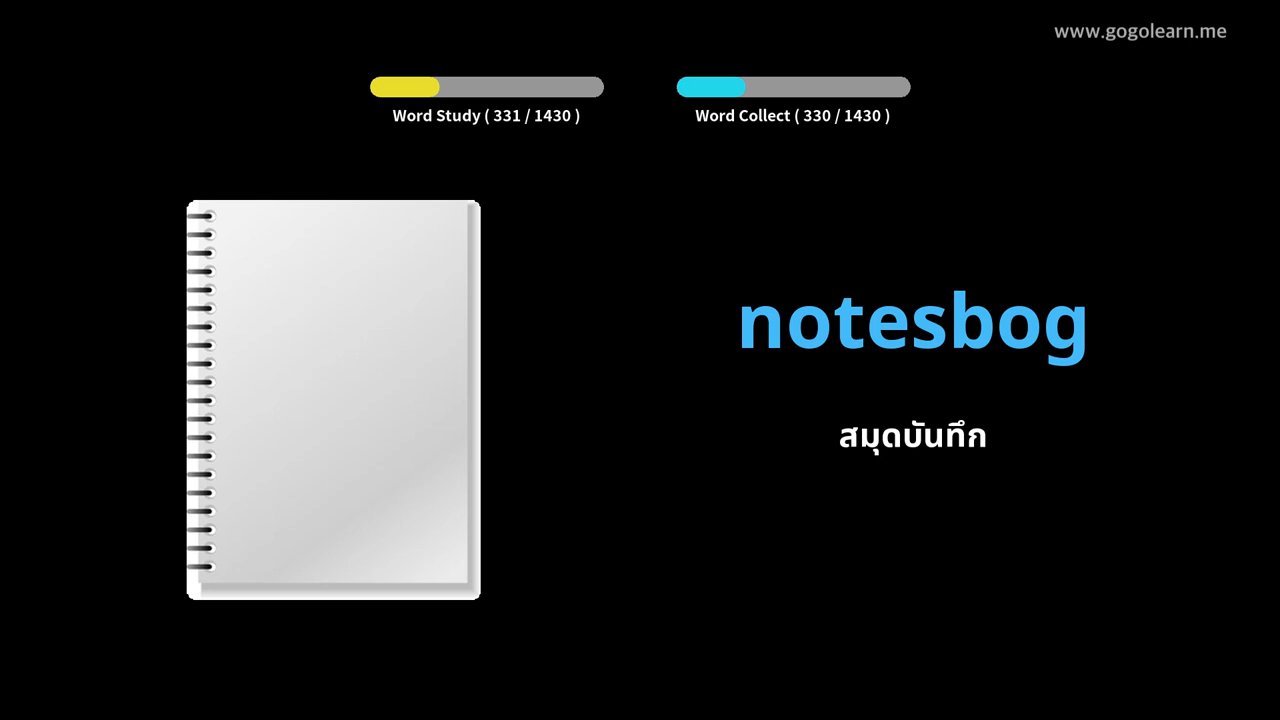 www.gogolearn.me
Word Study ( 331 / 1430 )
Word Collect ( 330 / 1430 )
notesbog
สมุดบันทึก